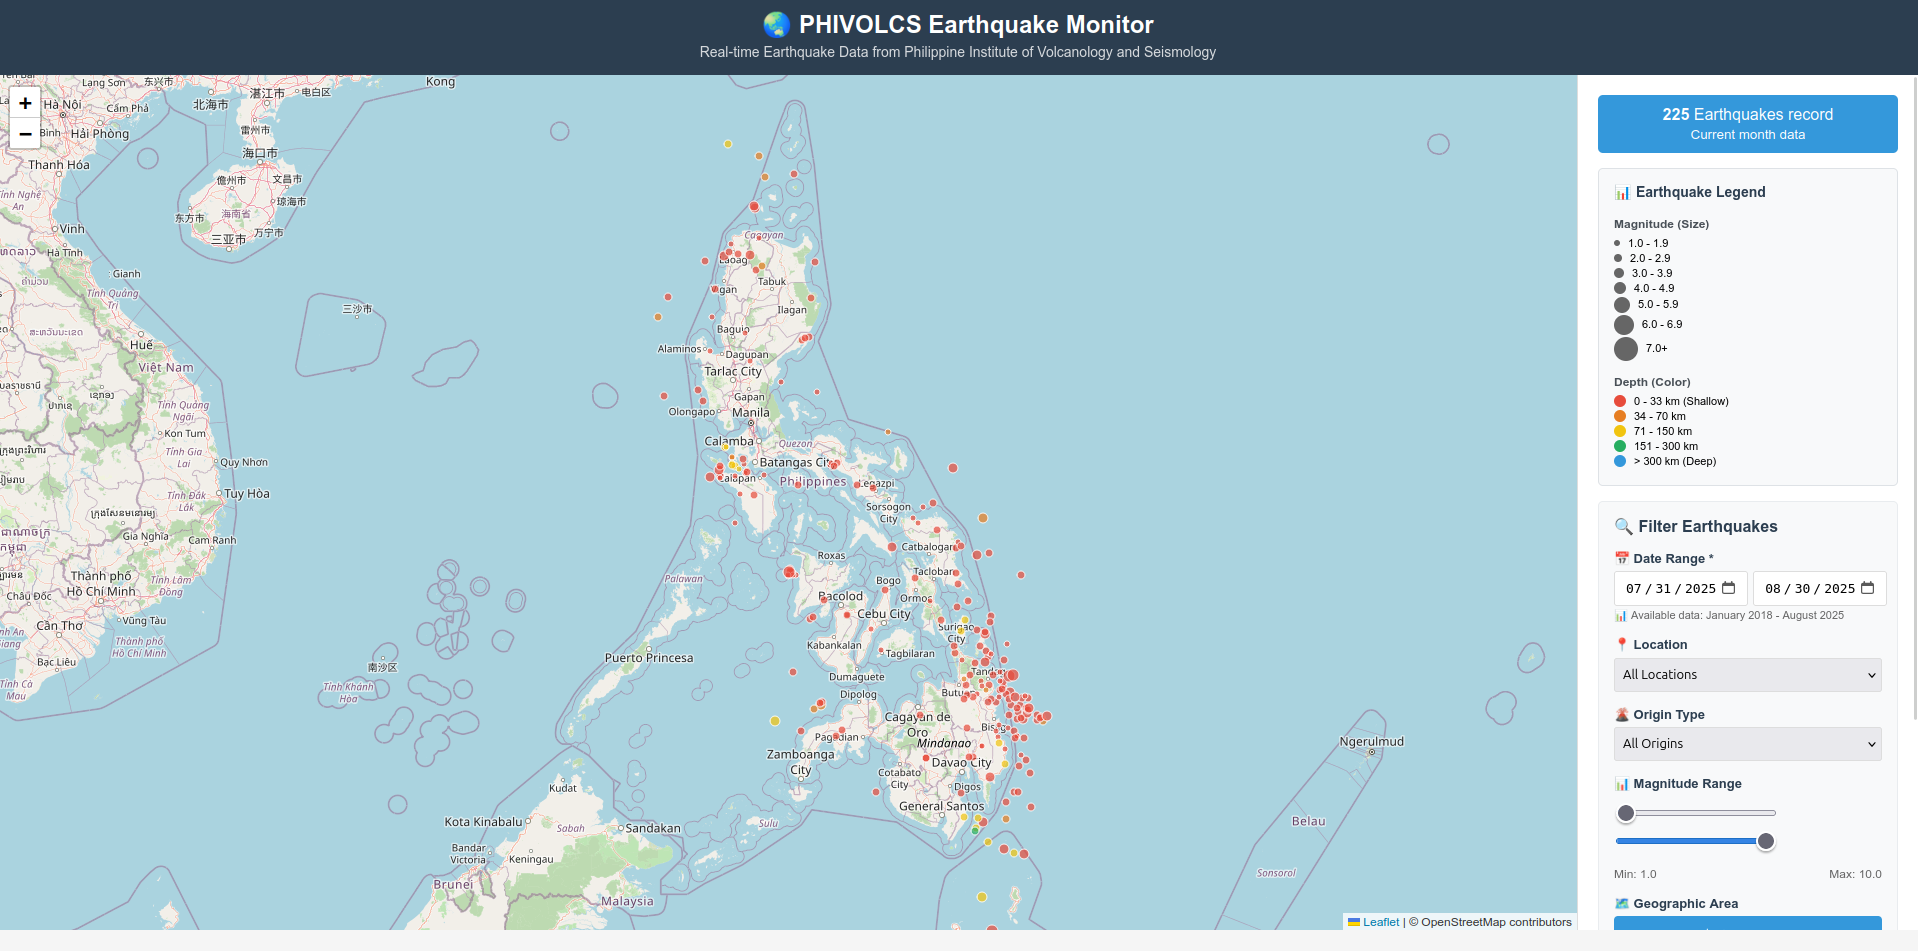 🌏 PHIVOLCS Earthquake Monitor
Real-time Earthquake Data from Philippine Institute of Volcanology and Seismology
+
−
Lạng Sơn
东兴市
Hà Nội
Cẩm Phả
Hải Phòng
Thanh Hóa
Vinh
Hà Tĩnh
Gianh
Tỉnh Quảng Trị
Huế
Việt Nam
Tỉnh Quảng Ngãi
Kon Tum
Tỉnh Gia Lai
Quy Nhơn
Tuy Hòa
Tỉnh Đắk Lắk
Gia Nghĩa
Cam Ranh
Thành phố Hồ Chí Minh
Tỉnh Lâm Đồng
Châu Đốc
Vũng Tàu
Cần Thơ
Thành phố Hồ Chí Minh
Bạc Liêu
Tỉnh Cà Mau
北海市
湛江市
电白区
雷州市
海口市
儋州市
文昌市
琼海市
东方市
海南省
万宁市
三亚市
Kong
三沙市
南沙区
Tỉnh Khánh Hòa
Cagayan
Laoag
Tabuk
Vigan
Ilagan
Baguio
Alaminos
Dagupan
Tarlac City
Gapan
Olongapo
Manila
Calamba
Quezon
Batangas City
Calapan
Philippines
Legazpi
Sorsogon City
Roxas
Catbalogan
Palawan
Tacloban
Bogo
Bacolod
Ormoc
Cebu City
Surigao City
Kabankalan
Tagbilaran
Puerto Princesa
Dumaguete
Tandag
Dipolog
Butuan
Cagayan de Oro
Bislig
Pagadian
Mindanao
Zamboanga City
Davao City
Cotabato City
Digos
General Santos
Kudat
Kota Kinabalu
Sabah
Sandakan
Sulu
Bandar Victoria
Keningau
Brunei
Malaysia
Ngerulmud
Belau
Sonsorol
Leaflet | © OpenStreetMap contributors
225 Earthquakes record
Current month data
📊 Earthquake Legend
Magnitude (Size)
1.0 - 1.9
2.0 - 2.9
3.0 - 3.9
4.0 - 4.9
5.0 - 5.9
6.0 - 6.9
7.0+
Depth (Color)
0 - 33 km (Shallow)
34 - 70 km
71 - 150 km
151 - 300 km
> 300 km (Deep)
🔍 Filter Earthquakes
📅 Date Range *
07/31/2025 08/30/2025
📊 Available data: January 2018 - August 2025
📍 Location
All Locations
🌋 Origin Type
All Origins
📊 Magnitude Range
Min: 1.0 Max: 10.0
🗺️ Geographic Area